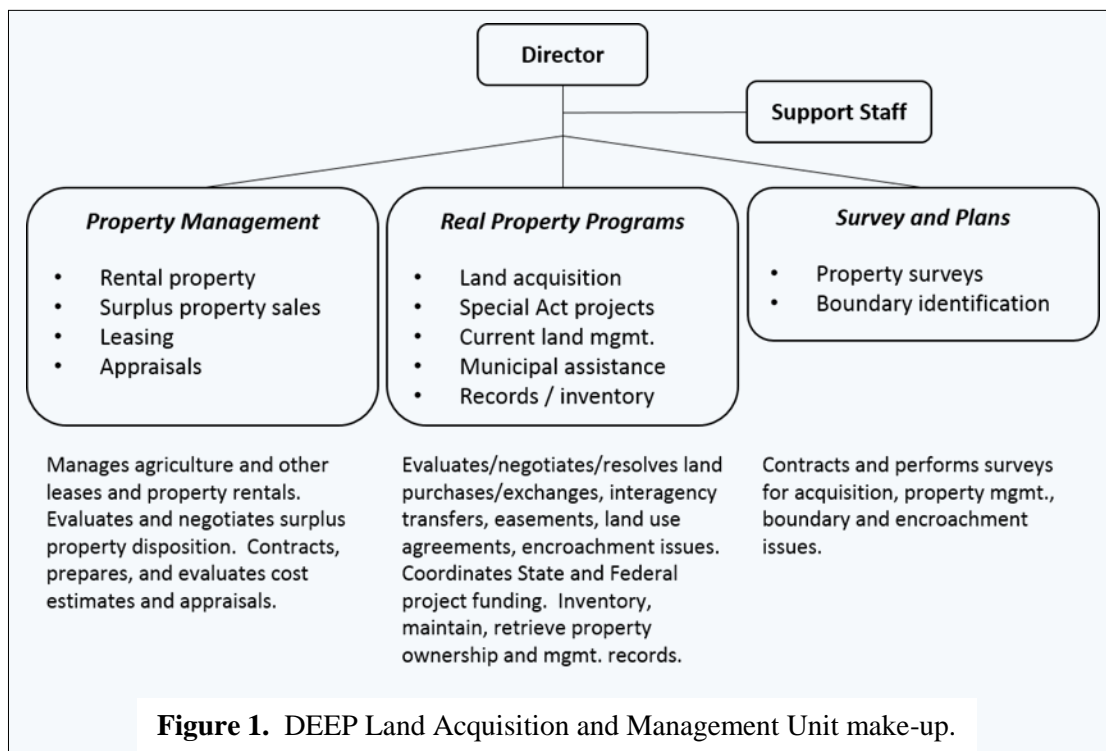 Director
Support Staff
Property Management
• Rental property
• Surplus property sales
• Leasing
• Appraisals
Real Property Programs
• Land acquisition
• Special Act projects
• Current land mgmt.
• Municipal assistance
• Records / inventory
Survey and Plans
• Property surveys
• Boundary identification
Manages agriculture and other
leases and property rentals.
Evaluates and negotiates surplus
property disposition.  Contracts,
prepares, and evaluates cost
estimates and appraisals.
Evaluates/negotiates/resolves land
purchases/exchanges, interagency
transfers, easements, land use
agreements, encroachment issues.
Coordinates State and Federal
project funding.  Inventory,
maintain, retrieve property
ownership and mgmt. records.
Contracts and performs surveys
for acquisition, property mgmt.,
boundary and encroachment
issues.
Figure 1.  DEEP Land Acquisition and Management Unit make-up.